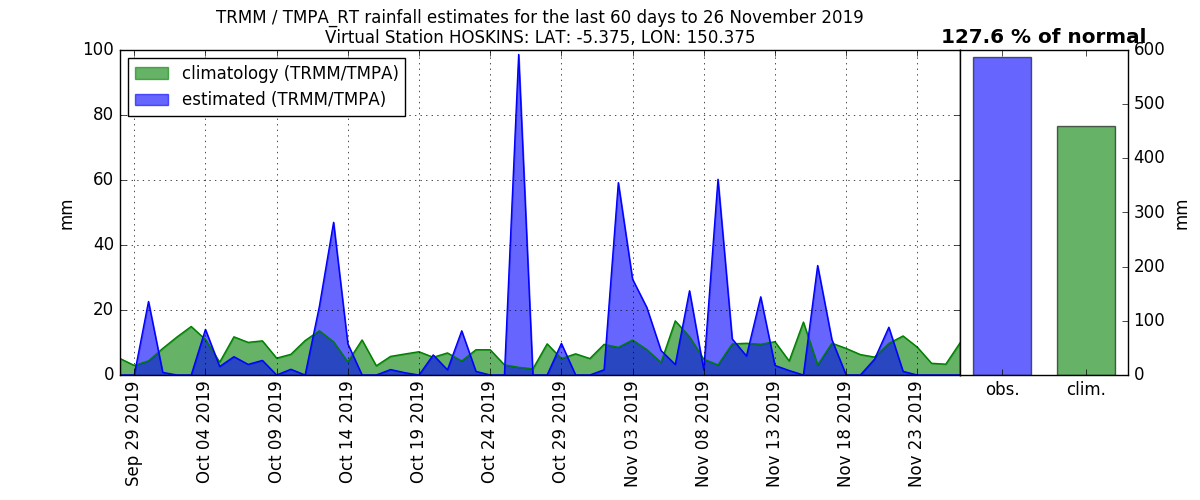 TRMM / TMPA_RT rainfall estimates for the last 60 days to 26 November 2019
Virtual Station HOSKINS: LAT: -5.375, LON: 150.375
127.6 % of normal
climatology (TRMM/TMPA)
estimated (TRMM/TMPA)
mm
100
80
60
40
20
0
Sep 29 2019
Oct 04 2019
Oct 09 2019
Oct 14 2019
Oct 19 2019
Oct 24 2019
Oct 29 2019
Nov 03 2019
Nov 08 2019
Nov 13 2019
Nov 18 2019
Nov 23 2019
600
500
400
300
200
100
0
mm
obs.
clim.